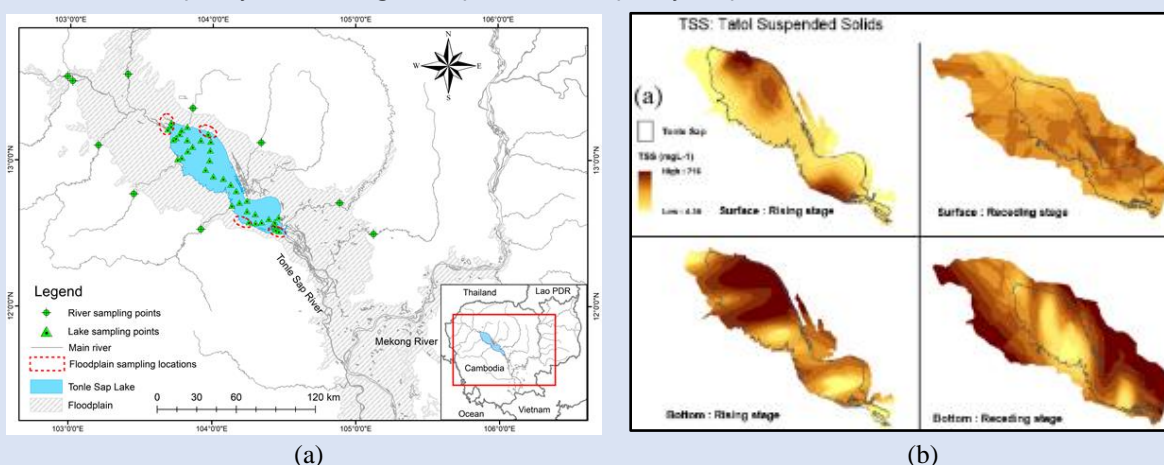 103°0'0"E
104°0'0"E
105°0'0"E
106°0'0"E
N
W
E
S
13°0'0"N
12°0'0"N
13°0'0"N
12°0'0"N
Tonle Sap River
Mekong River
Legend
River sampling points
Lake sampling points
Main river
Floodplain sampling locations
Tonle Sap Lake
Floodplain
0 30 60 120 km
Thailand
Lao PDR
Cambodia
Ocean
Vietnam
103°0'0"E
104°0'0"E
105°0'0"E
106°0'0"E
(a)
TSS: Tatol Suspended Solids
(a)
Tonle Sap
TSS (mgL-1)
High : 716
Surface : Rising stage
Surface : Receding stage
Bottom : Rising stage
Bottom : Receding stage
(b)